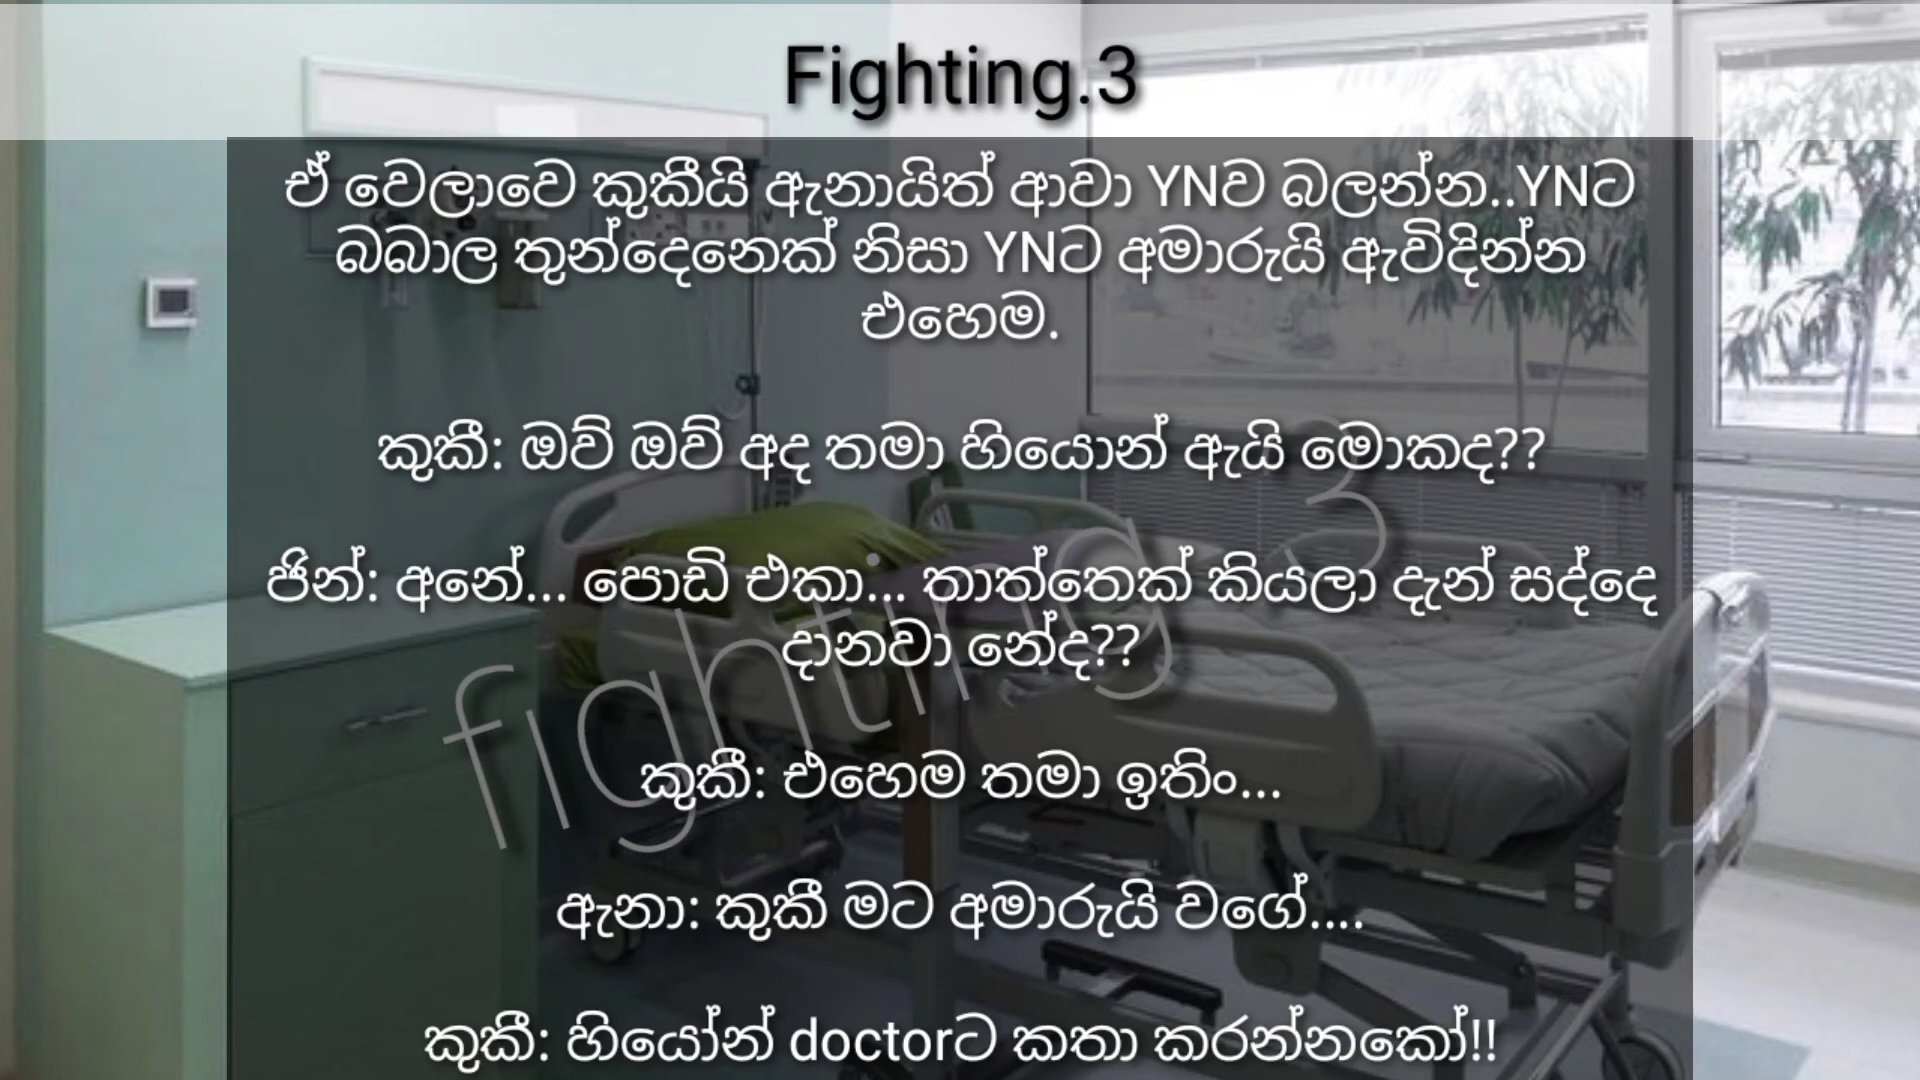 Fighting.3
ඒ වෙලාවෙ කුකීයි ඇනායිත් ආවා YNව බලන්න..YNට
බබාල තුන්දෙනෙක් නිසා YNට අමාරුයි ඇවිදින්න
එහෙම.
කුකී: ඔව් ඔව් අද තමා හියොන් ඇයි මොකද??
ජින්: අනේ... පොඩි එකා... තාත්තෙක් කියලා දැන් සද්දෙ
දානවා නේද??
කුකී: එහෙම තමා ඉතිං...
ඇනා: කුකී මට අමාරුයි වගේ....
කුකී: හියෝන් doctorට කතා කරන්නකෝ!!
fighting 3